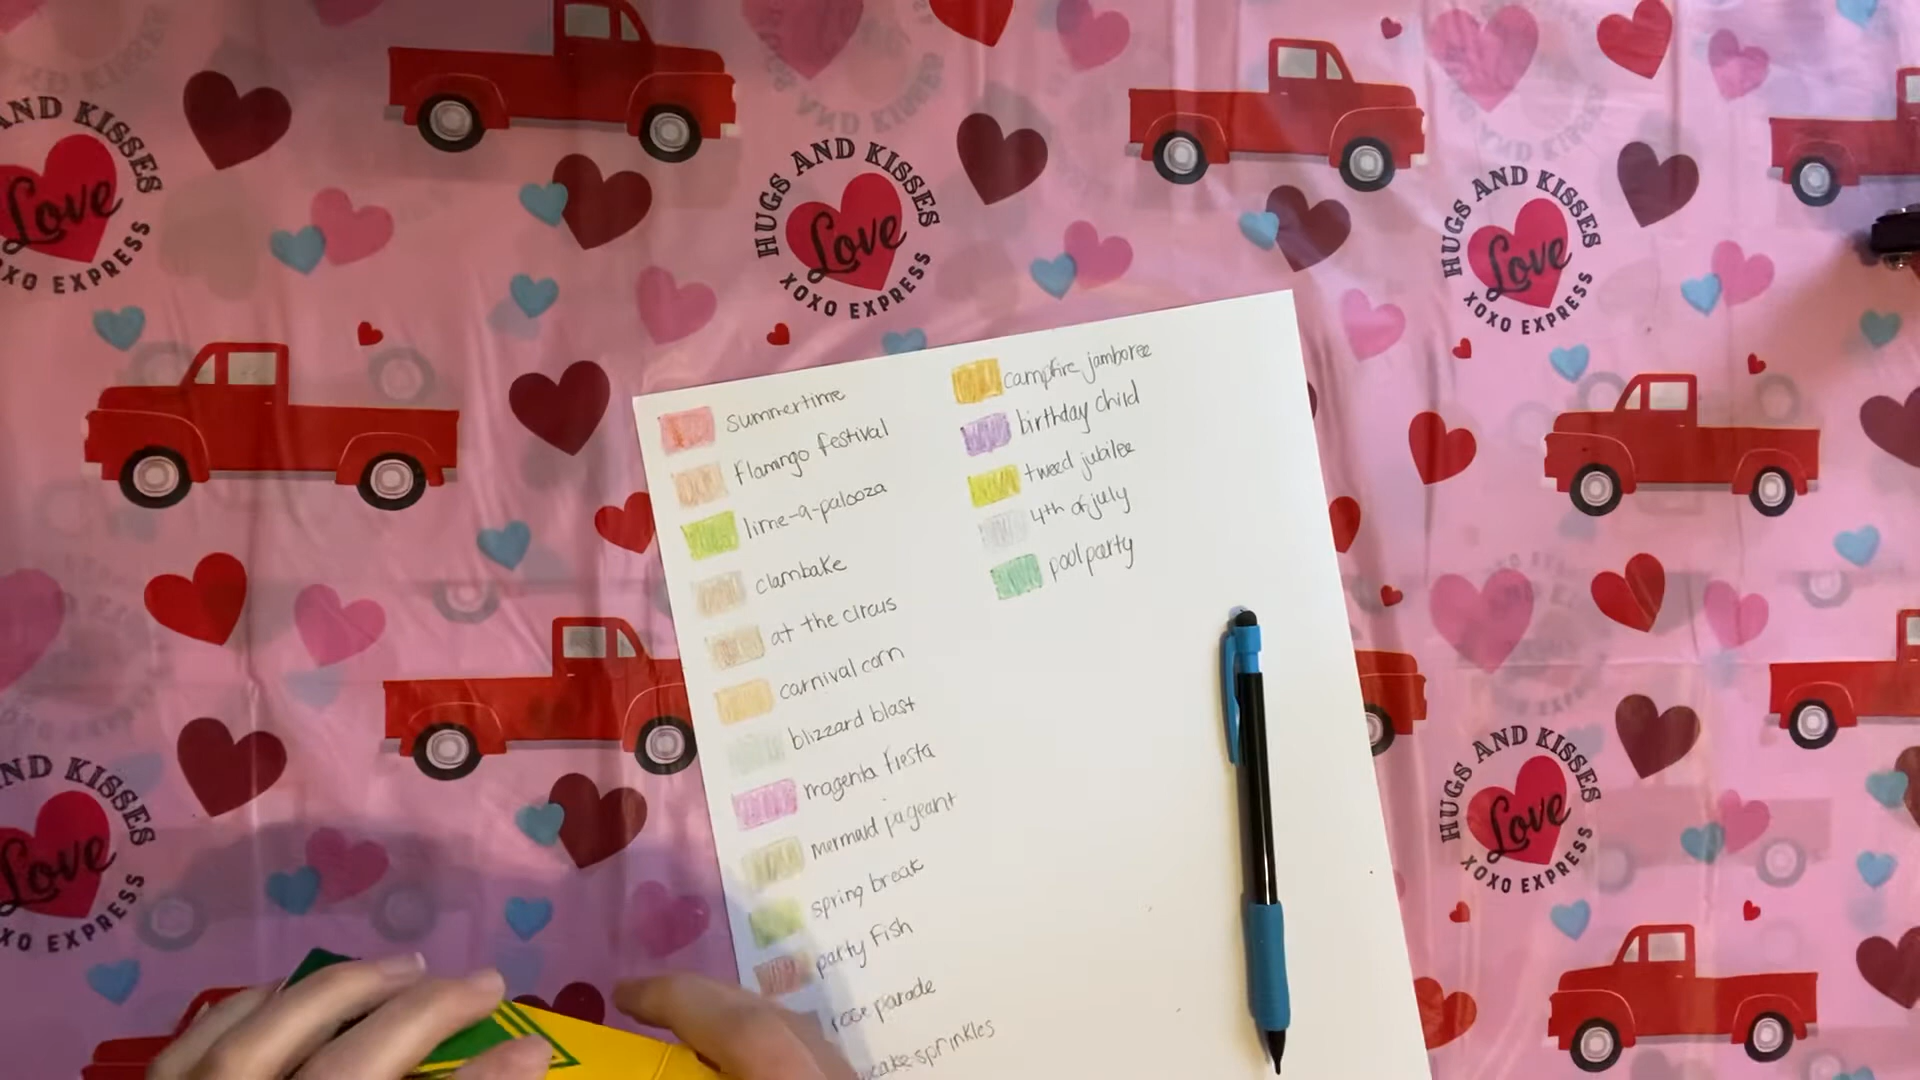 AND KISSES
Love
XOXO EXPRESS
HUGS AND KISSES
Love
XOXO EXPRESS
HUGS AND KISSES
Love
XOXO EXPRESS
summertime
flamingo festival
lime-a-palooza
clambake
at the circus
carnival corn
blizzard blast
magenta fiesta
mermaid pageant
spring break
party fish
rose parade
sprinkles
campfire jamboree
birthday child
tweed jubilee
4th of july
pool party
AND KISSES
Love
XO EXPRESS
HUGS AND KISSES
Love
XOXO EXPRESS